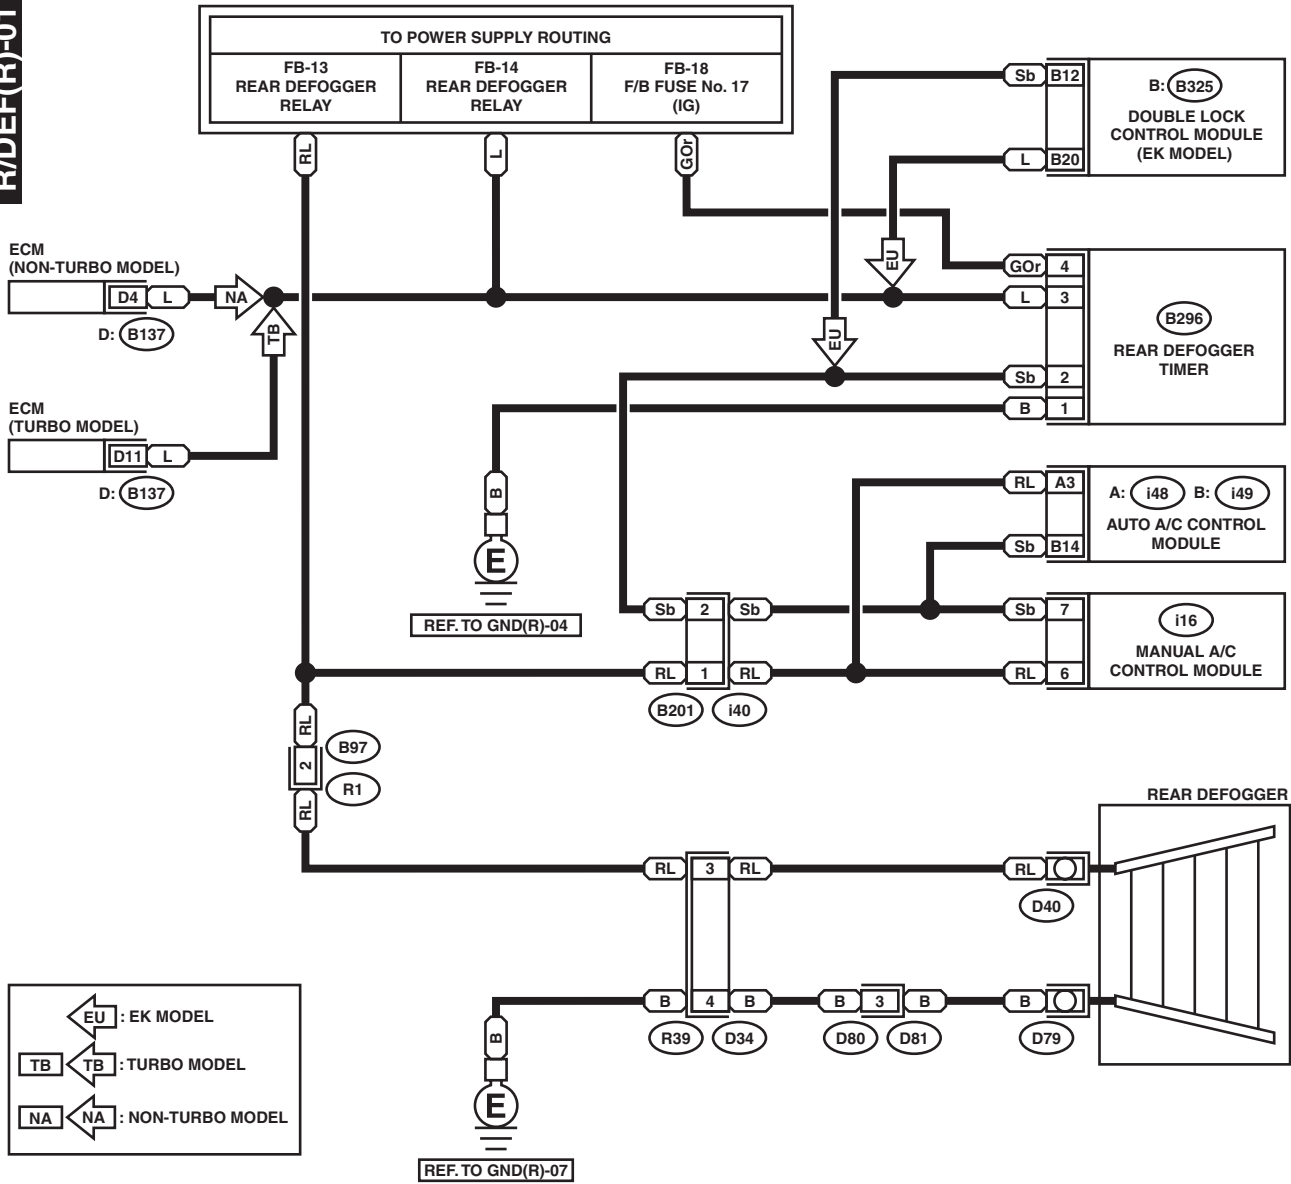 R/DEF(R)-01
TO POWER SUPPLY ROUTING
FB-13
REAR DEFOGGER
RELAY
FB-14
REAR DEFOGGER
RELAY
FB-18
F/B FUSE No. 17
(IG)
RL
L
GOr
Sb B12
L B20
B: B325
DOUBLE LOCK
CONTROL MODULE
(EK MODEL)
ECM
(NON-TURBO MODEL)
D4 L
D: B137
NA
TB
EU
EU
GOr 4
L 3
Sb 2
B 1
B296
REAR DEFOGGER
TIMER
ECM
(TURBO MODEL)
D11 L
D: B137
B
E
REF. TO GND(R)-04
RL A3
Sb B14
A: i48 B: i49
AUTO A/C CONTROL
MODULE
Sb 2 Sb
RL 1 RL
B201 i40
Sb 7
RL 6
i16
MANUAL A/C
CONTROL MODULE
RL
2
RL
B97
R1
REAR DEFOGGER
RL 3 RL
RL
D40
B 4 B
R39 D34
B 3 B
D80 D81
B
D79
B
E
REF. TO GND(R)-07
EU : EK MODEL
TB TB : TURBO MODEL
NA NA : NON-TURBO MODEL